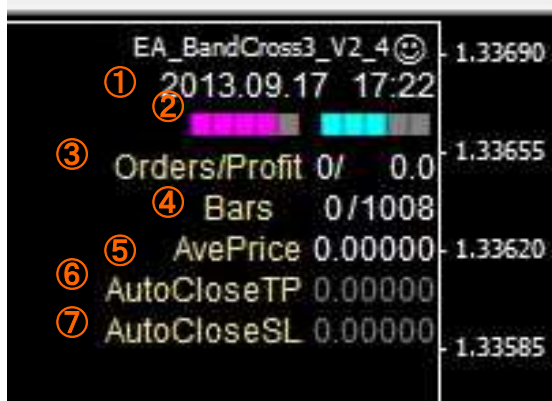 EA_BandCross3_V2_4☺ 1.33690
① 2013.09.17 17:22
②
③ Orders/Profit 0/ 0.0 1.33655
④ Bars 0/1008
⑤ AvePrice 0.00000 1.33620
⑥ AutoCloseTP 0.00000
⑦ AutoCloseSL 0.00000 1.33585